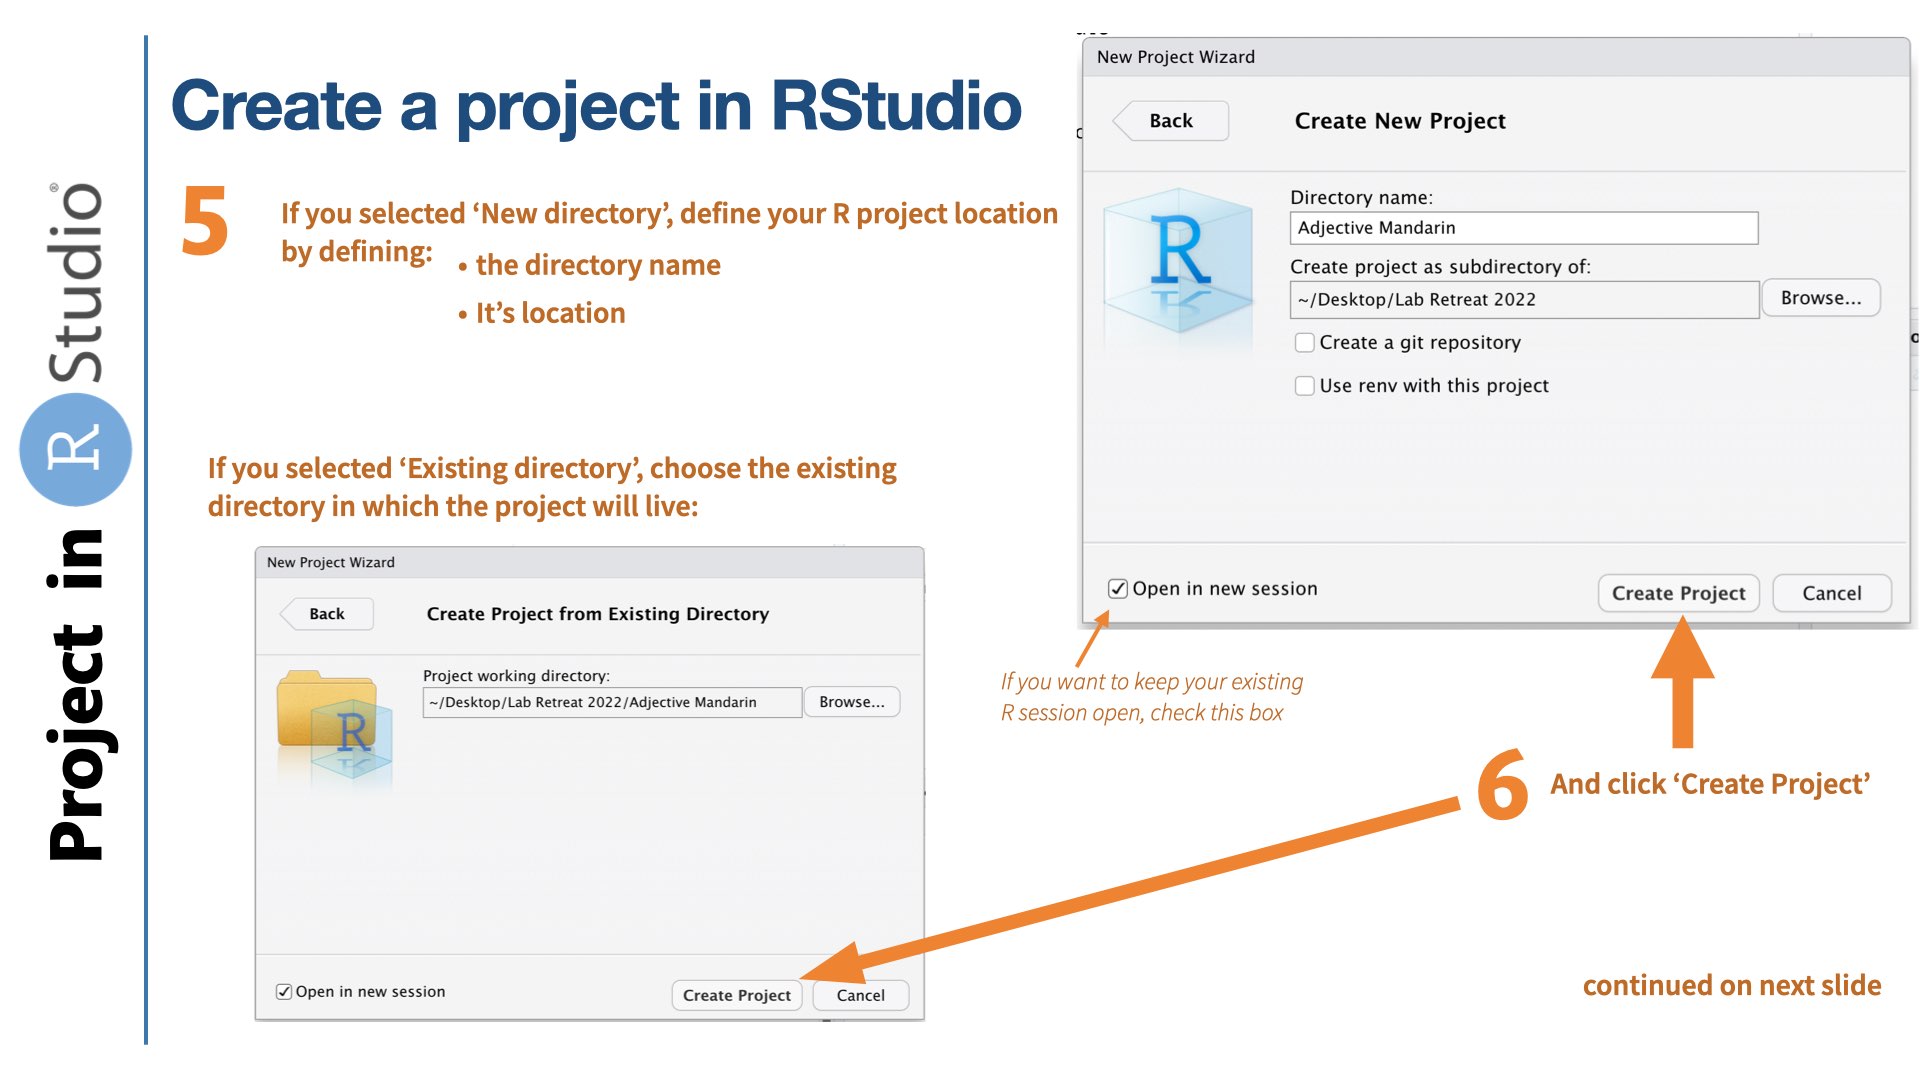 Project in R Studio®
Create a project in RStudio
5
If you selected ‘New directory’, define your R project location
by defining:
• the directory name
• It’s location
New Project Wizard
Back
Create New Project
R
Directory name:
Adjective Mandarin
Create project as subdirectory of:
~/Desktop/Lab Retreat 2022
Browse...
Create a git repository
Use renv with this project
Open in new session
Create Project
Cancel
If you want to keep your existing
R session open, check this box
If you selected ‘Existing directory’, choose the existing
directory in which the project will live:
New Project Wizard
Back
Create Project from Existing Directory
R
Project working directory:
~/Desktop/Lab Retreat 2022/Adjective Mandarin
Browse...
Open in new session
Create Project
Cancel
6
And click ‘Create Project’
continued on next slide